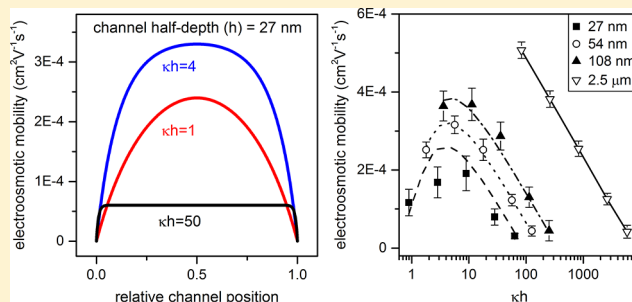 channel half-depth (h) = 27 nm
κh=4
κh=1
κh=50
electroosmotic mobility (cm²V⁻¹s⁻¹)
3E-4
2E-4
1E-4
0
0.0
0.5
1.0
relative channel position
27 nm
54 nm
108 nm
2.5 μm
electroosmotic mobility (cm²V⁻¹s⁻¹)
6E-4
4E-4
2E-4
0
1
10
100
1000
κh